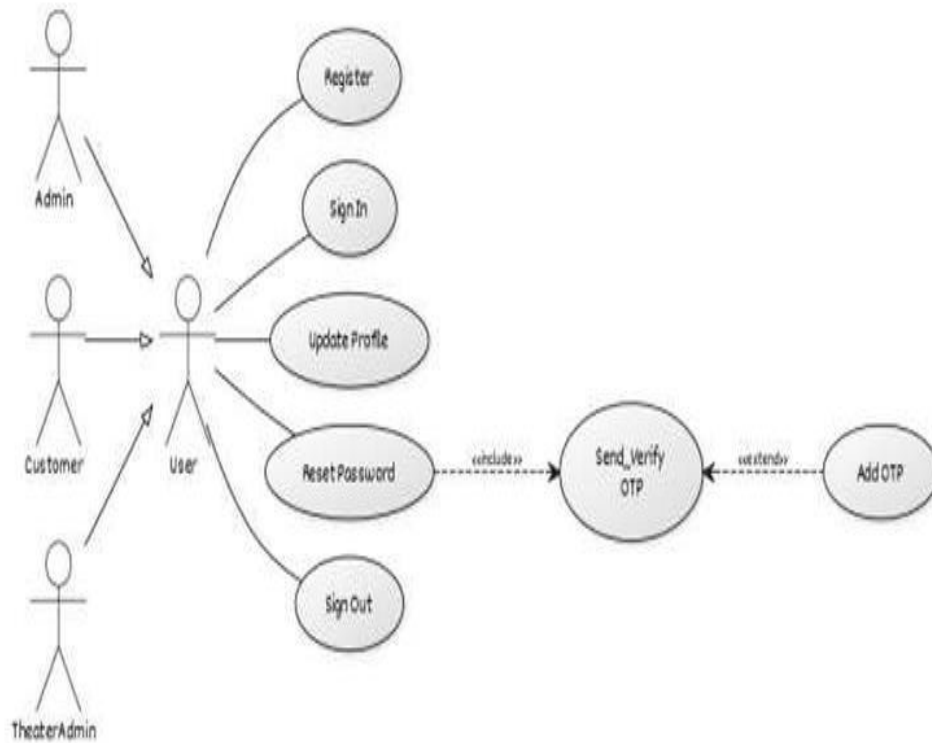 Register
Admin
Sign In
Update Profile
Customer
User
Reset Password
«include»
Send_Verify
OTP
«extend»
Add OTP
Sign Out
TheaterAdmin